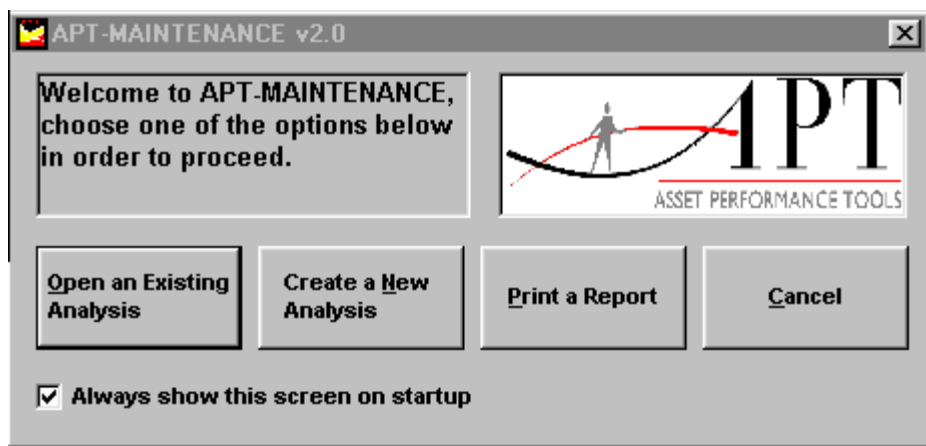 APT-MAINTENANCE v2.0
Welcome to APT-MAINTENANCE,
choose one of the options below
in order to proceed.
APT
ASSET PERFORMANCE TOOLS
Open an Existing
Analysis
Create a New
Analysis
Print a Report
Cancel
Always show this screen on startup